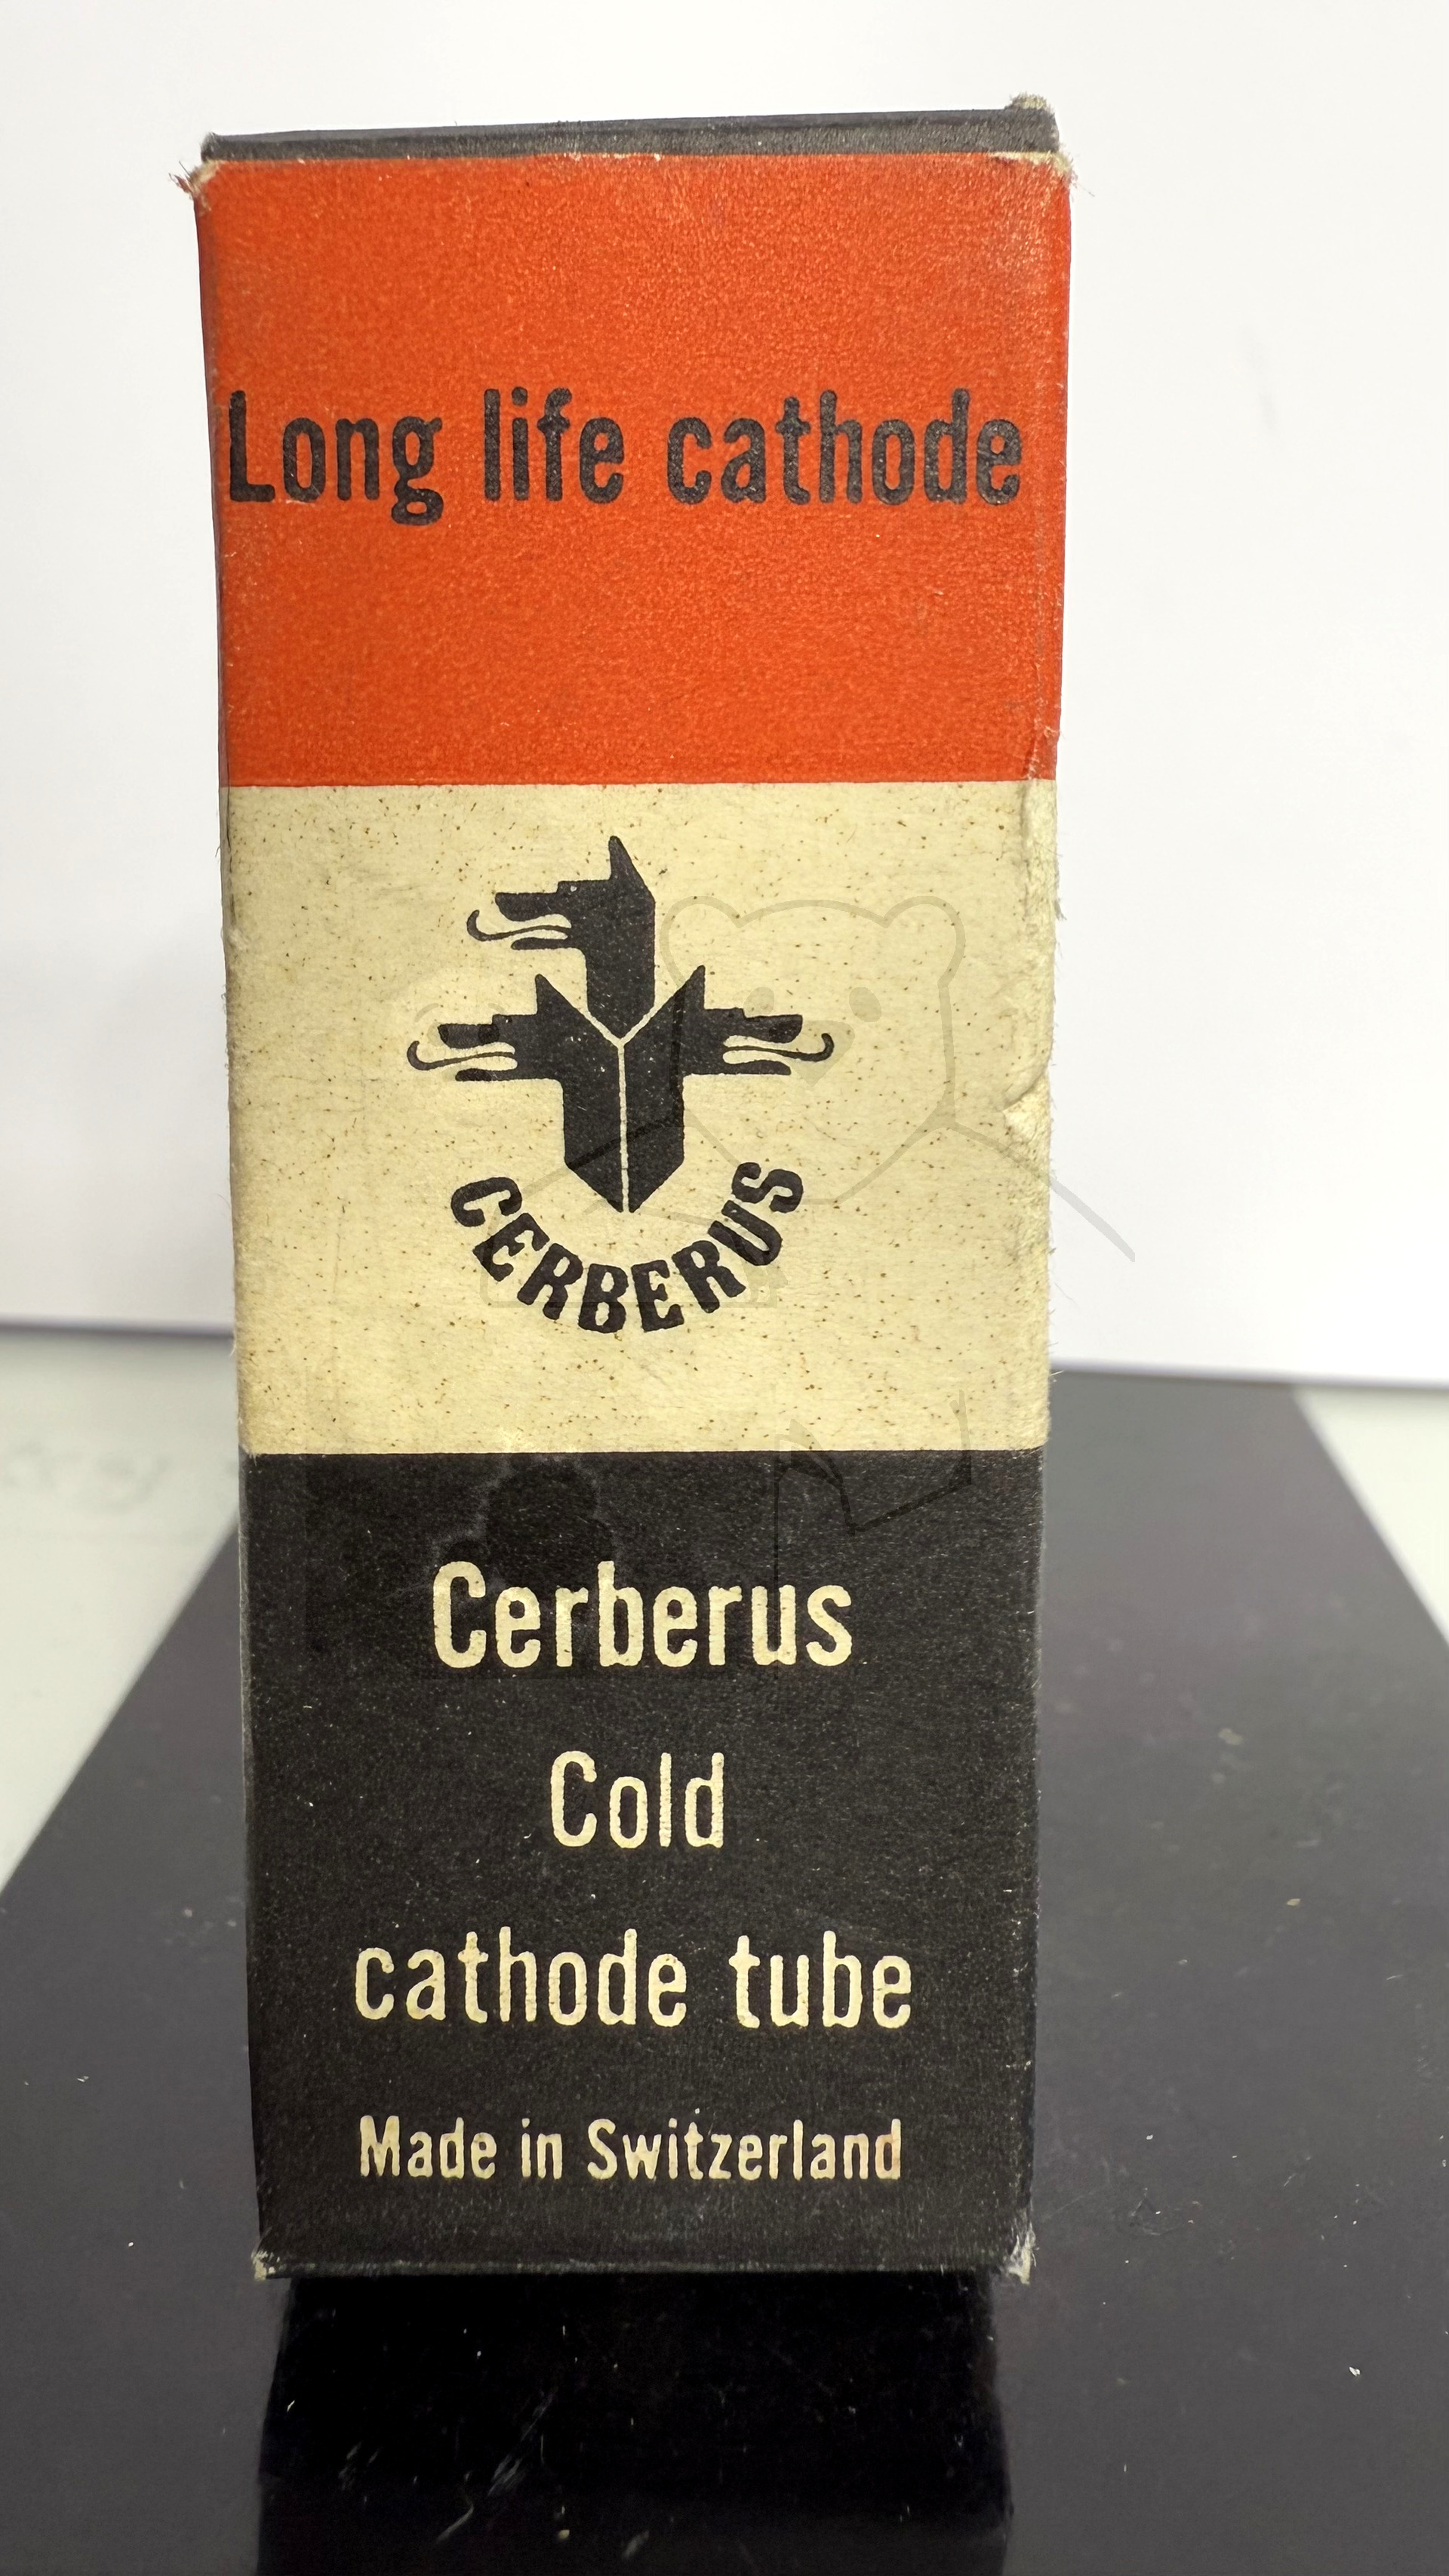 Long life cathode
CERBERUS
Cerberus
Cold
cathode tube
Made in Switzerland